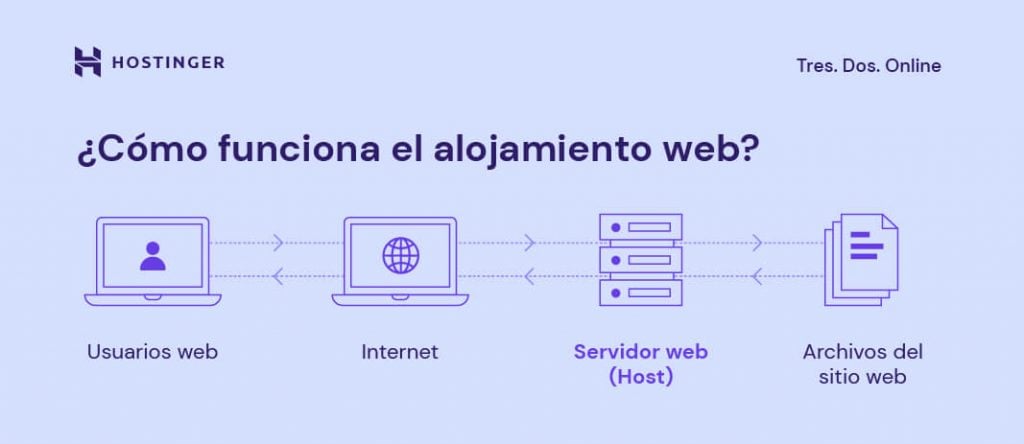 HOSTINGER
Tres. Dos. Online
¿Cómo funciona el alojamiento web?
Usuarios web
Internet
Servidor web
(Host)
Archivos del
sitio web